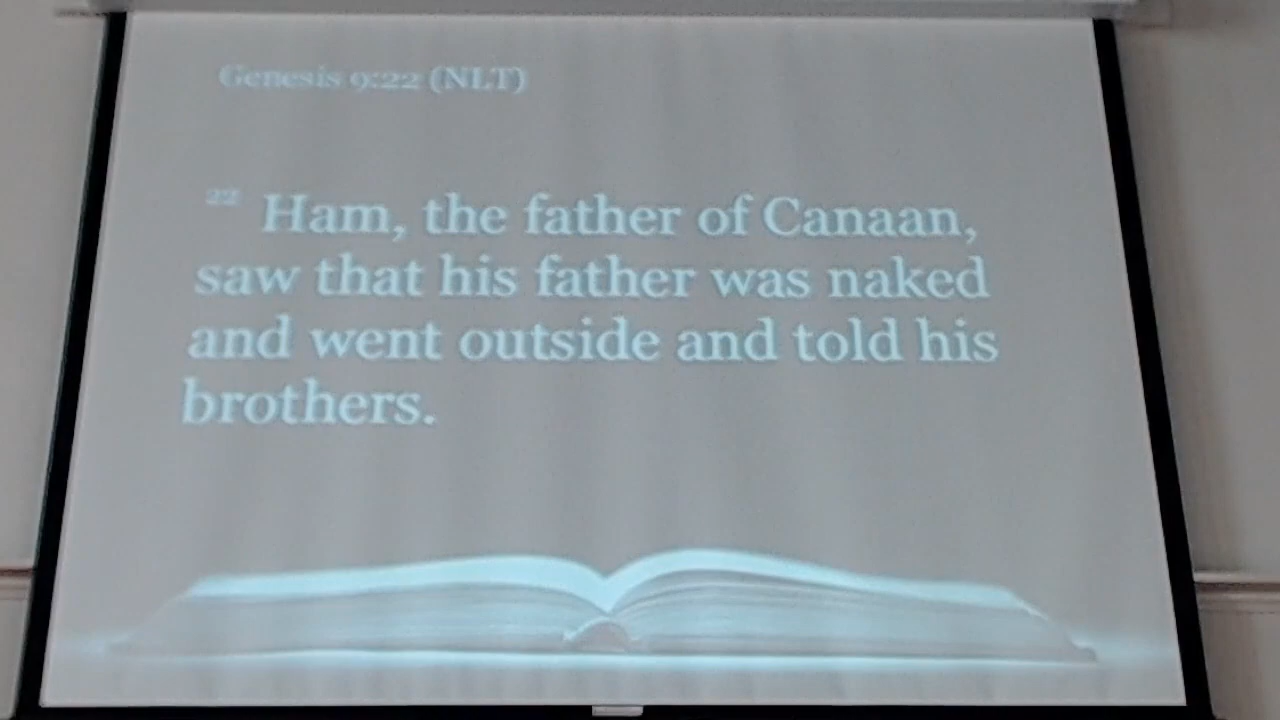 Genesis 9:22 (NLT)
22 Ham, the father of Canaan,
saw that his father was naked
and went outside and told his
brothers.